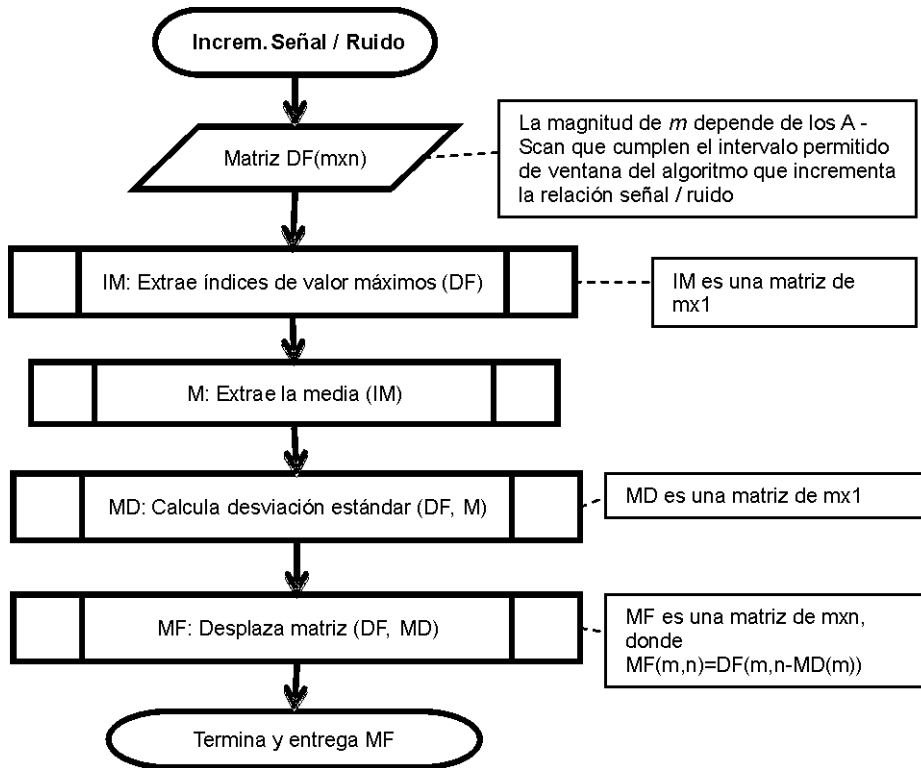 Increm. Señal / Ruido
Matriz DF(mxn)
La magnitud de m depende de los A -
Scan que cumplen el intervalo permitido
de ventana del algoritmo que incrementa
la relación señal / ruido
IM: Extrae índices de valor máximos (DF)
IM es una matriz de
mx1
M: Extrae la media (IM)
MD: Calcula desviación estándar (DF, M)
MD es una matriz de mx1
MF: Desplaza matriz (DF, MD)
MF es una matriz de mxn,
donde
MF(m,n)=DF(m,n-MD(m))
Termina y entrega MF